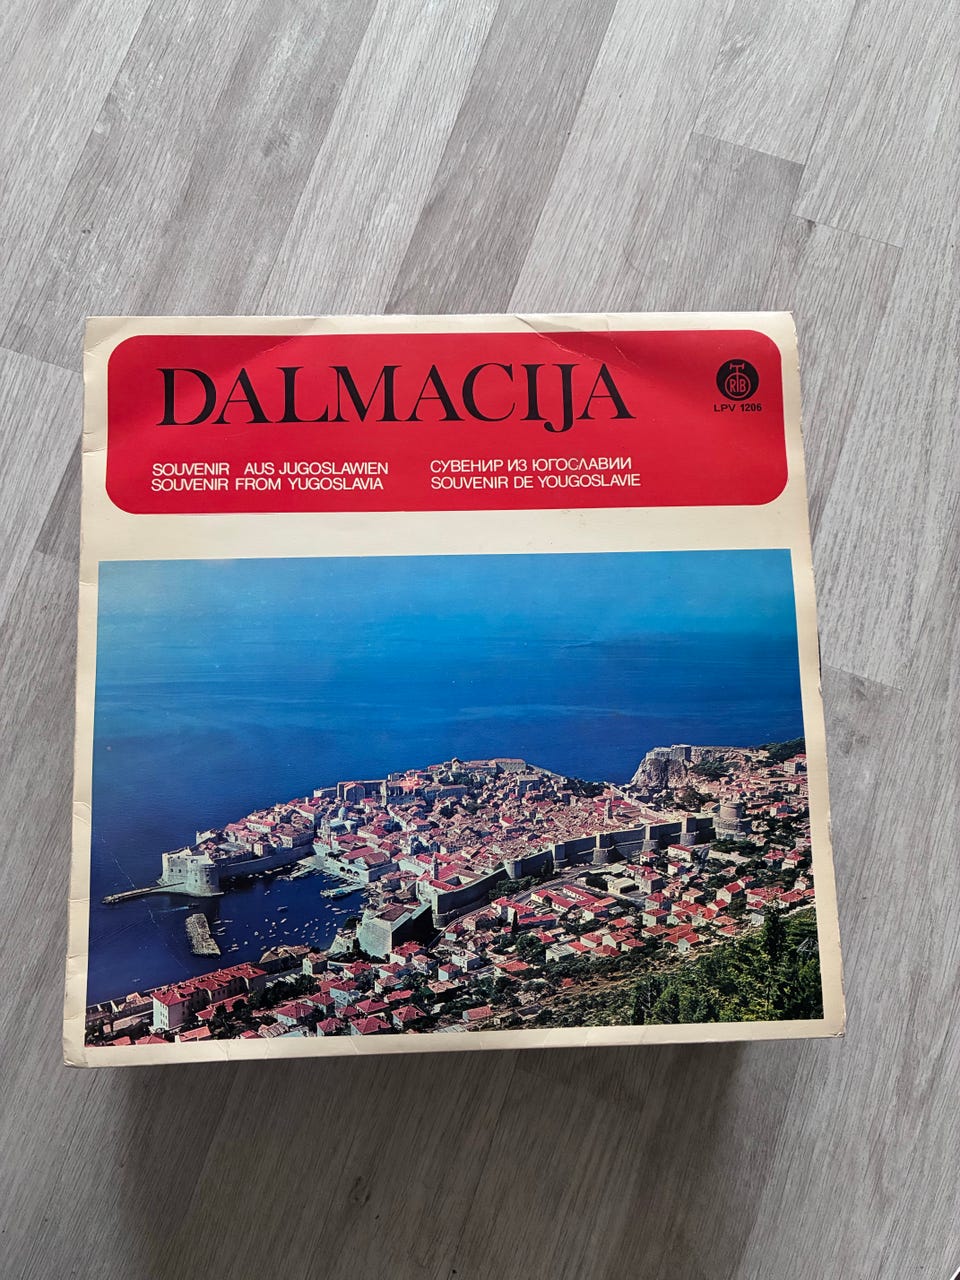 DALMACIJA
RTB
LPV 1206
SOUVENIR AUS JUGOSLAWIEN
SOUVENIR FROM YUGOSLAVIA
СУВЕНИР ИЗ ЮГОСЛАВИИ
SOUVENIR DE YOUGOSLAVIE